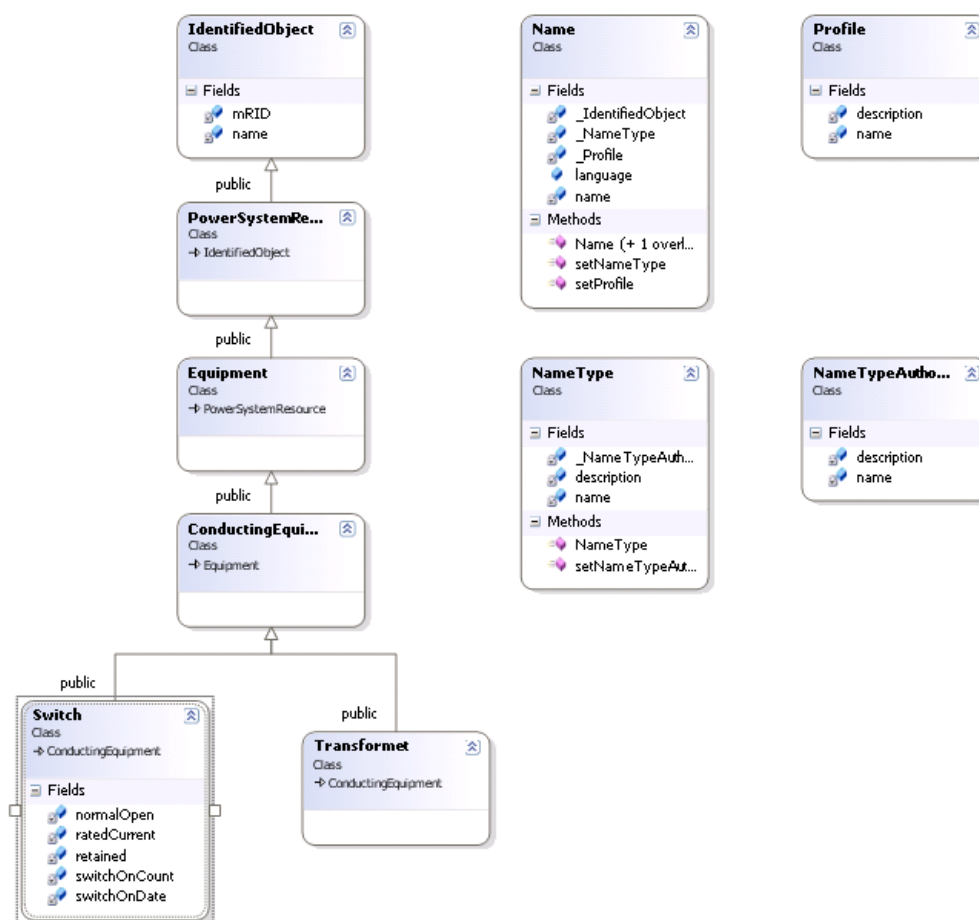 IdentifiedObject
Class
Fields
mRID
name
public
PowerSystemRe...
Class
IdentifiedObject
public
Equipment
Class
PowerSystemResource
public
ConductingEqui...
Class
Equipment
public
Switch
Class
ConductingEquipment
Fields
normalOpen
ratedCurrent
retained
switchOnCount
switchOnDate
public
Transformet
Class
ConductingEquipment
Name
Class
Fields
_IdentifiedObject
_NameType
_Profile
language
name
Methods
Name (+ 1 overl...
setNameType
setProfile
NameType
Class
Fields
_NameTypeAuth...
description
name
Methods
NameType
setNameTypeAut...
Profile
Class
Fields
description
name
NameTypeAutho...
Class
Fields
description
name